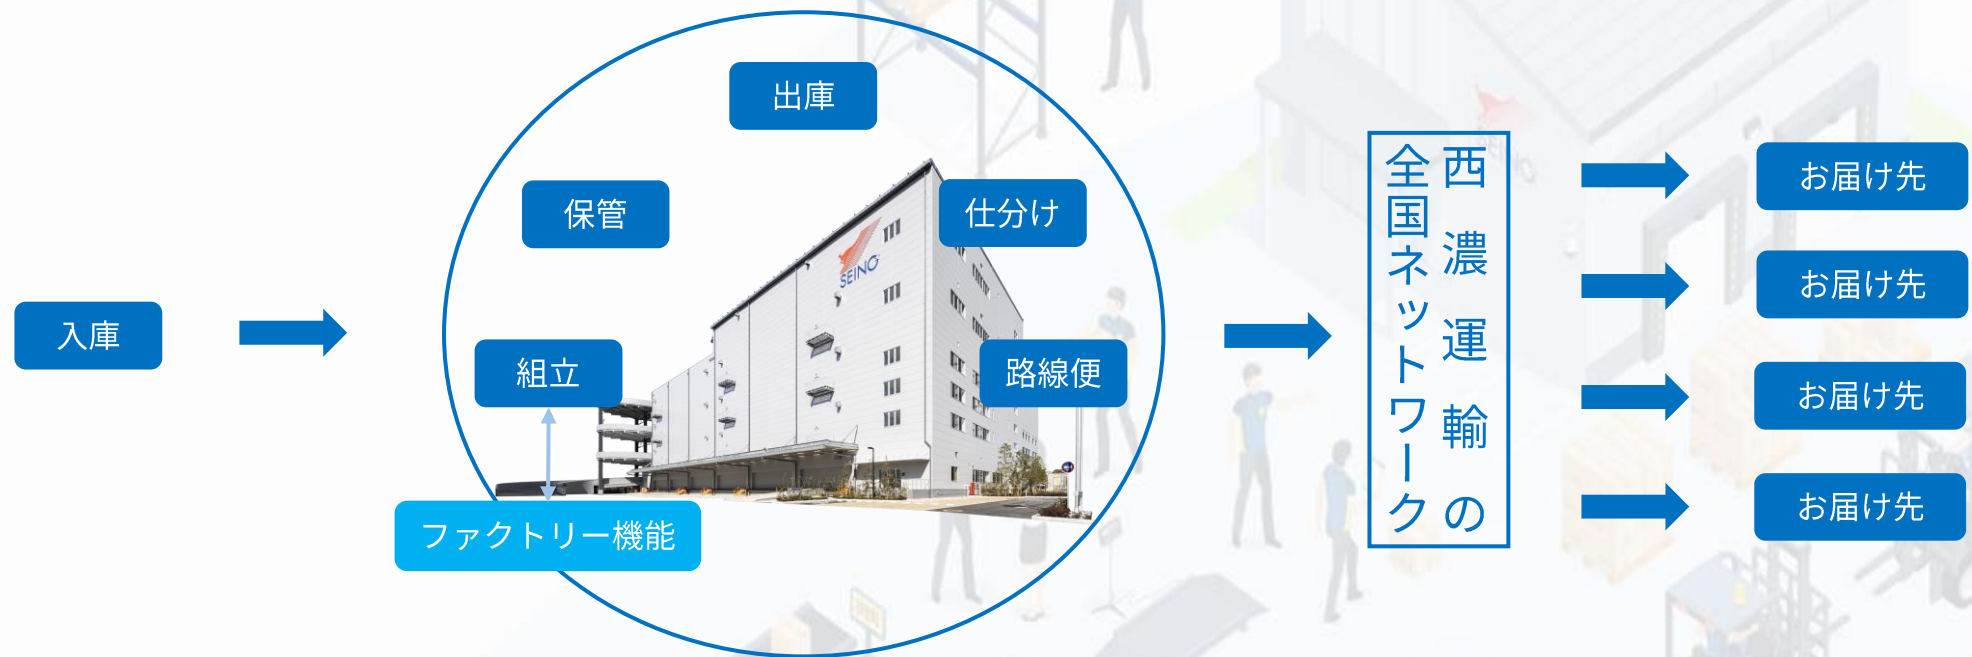 出庫
保管
仕分け
SEINO
入庫
組立
路線便
ファクトリー機能
西濃運輸の
全国ネットワーク
お届け先
お届け先
お届け先
お届け先
SEINO